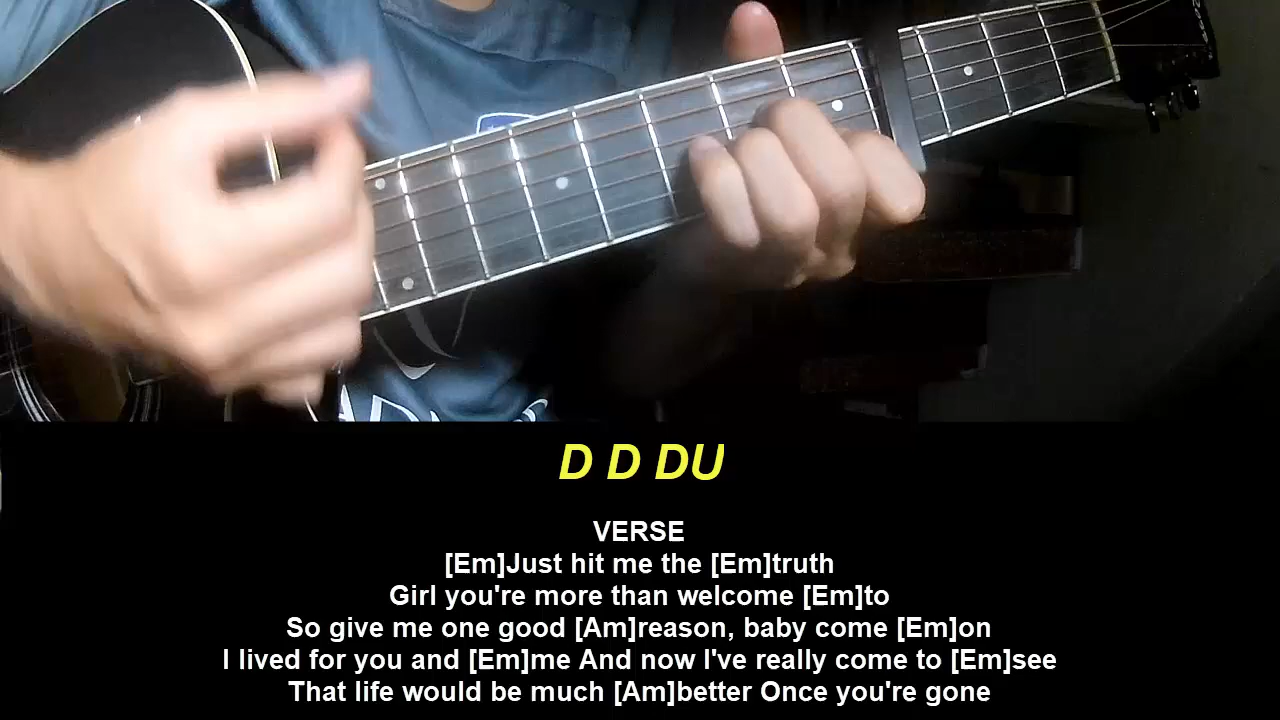 D D DU
VERSE
[Em]Just hit me the [Em]truth
Girl you're more than welcome [Em]to
So give me one good [Am]reason, baby come [Em]on
I lived for you and [Em]me And now I've really come to [Em]see
That life would be much [Am]better Once you're gone